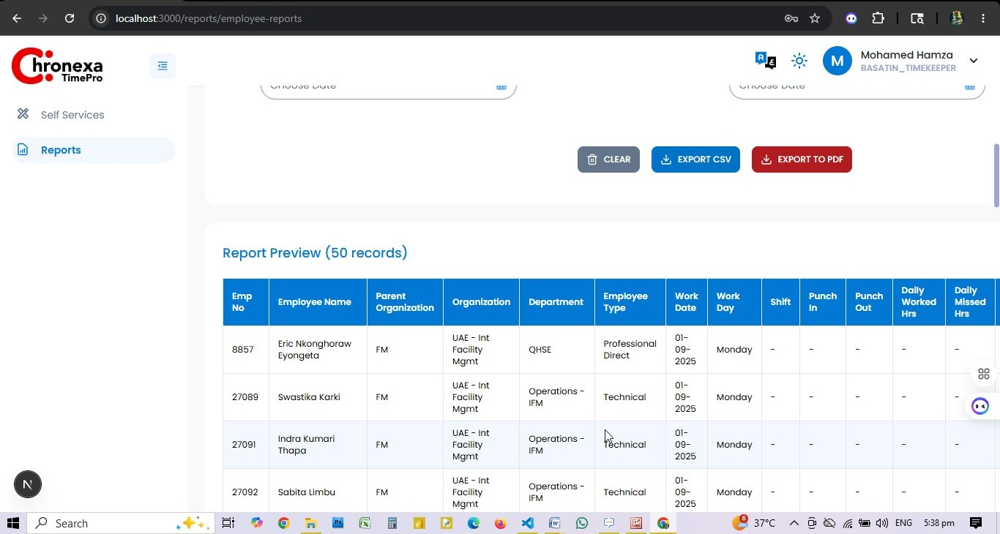 localhost:3000/reports/employee-reports
Chronexa
TimePro
A
ع
M
Mohamed Hamza
BASATIN_TIMEKEEPER
Self Services
Reports
Choose Date
Choose Date
CLEAR
EXPORT CSV
EXPORT TO PDF
Report Preview (50 records)
Emp No
Employee Name
Parent Organization
Organization
Department
Employee Type
Work Date
Work Day
Shift
Punch In
Punch Out
Daily Worked Hrs
Daily Missed Hrs
8857 Eric Nkonghoraw Eyongeta FM UAE - Int Facility Mgmt QHSE Professional Direct 01-09-2025 Monday - - - - -
27089 Swastika Karki FM UAE - Int Facility Mgmt Operations - IFM Technical 01-09-2025 Monday - - - - -
27091 Indra Kumari Thapa FM UAE - Int Facility Mgmt Operations - IFM Technical 01-09-2025 Monday - - - - -
27092 Sabita Limbu FM UAE - Int Facility Mgmt Operations - IFM Technical 01-09-2025 Monday - - - - -
N
Search
Ps
6
37°C
ENG
5:38 pm